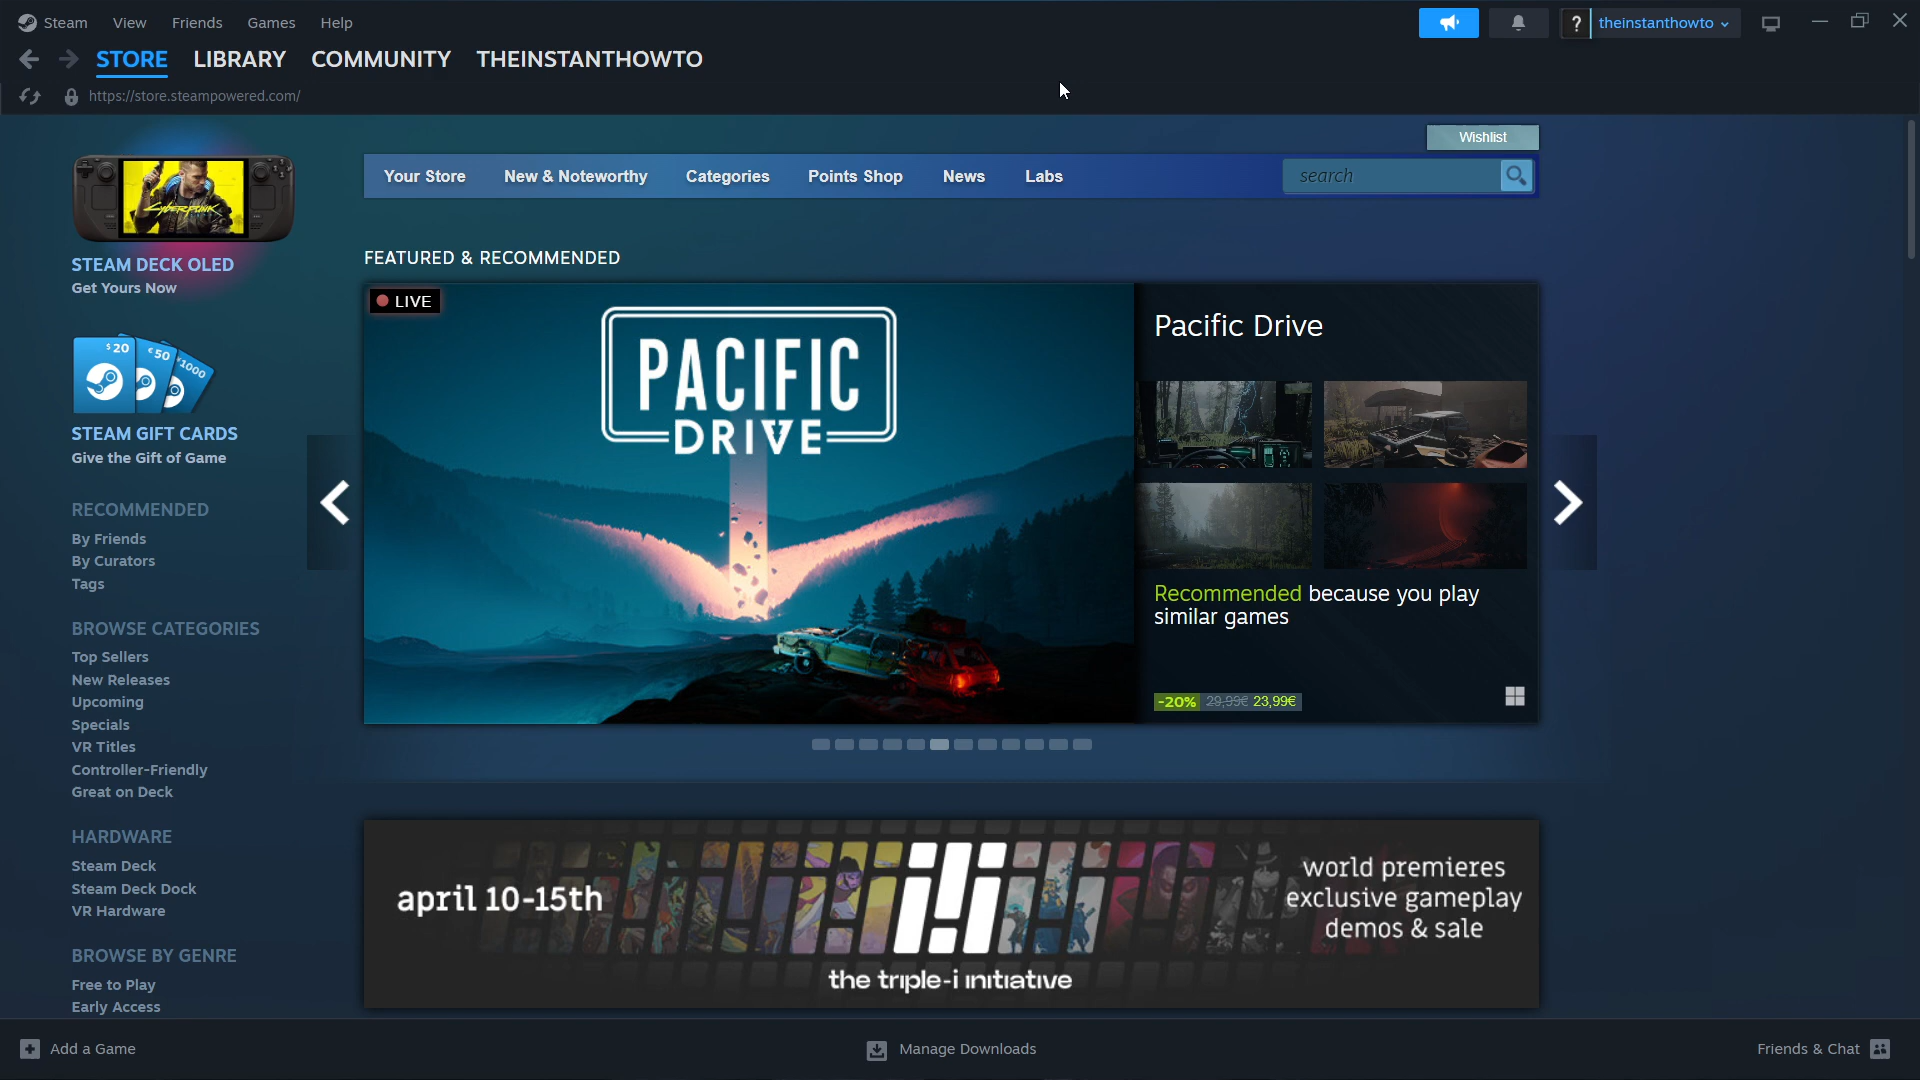 Steam View Friends Games Help
? theinstanthowto
STORE LIBRARY COMMUNITY THEINSTANTHOWTO
https://store.steampowered.com/
Wishlist
Your Store New & Noteworthy Categories Points Shop News Labs search
CYBERPUNK
STEAM DECK OLED
Get Yours Now
$20 €50 ¥1000
STEAM GIFT CARDS
Give the Gift of Game
RECOMMENDED
By Friends
By Curators
Tags
BROWSE CATEGORIES
Top Sellers
New Releases
Upcoming
Specials
VR Titles
Controller-Friendly
Great on Deck
HARDWARE
Steam Deck
Steam Deck Dock
VR Hardware
BROWSE BY GENRE
Free to Play
Early Access
FEATURED & RECOMMENDED
LIVE
PACIFIC
DRIVE
Pacific Drive
Recommended because you play
similar games
-20% 29,99€ 23,99€
april 10-15th
world premieres
exclusive gameplay
demos & sale
the triple-i initiative
Add a Game
Manage Downloads
Friends & Chat